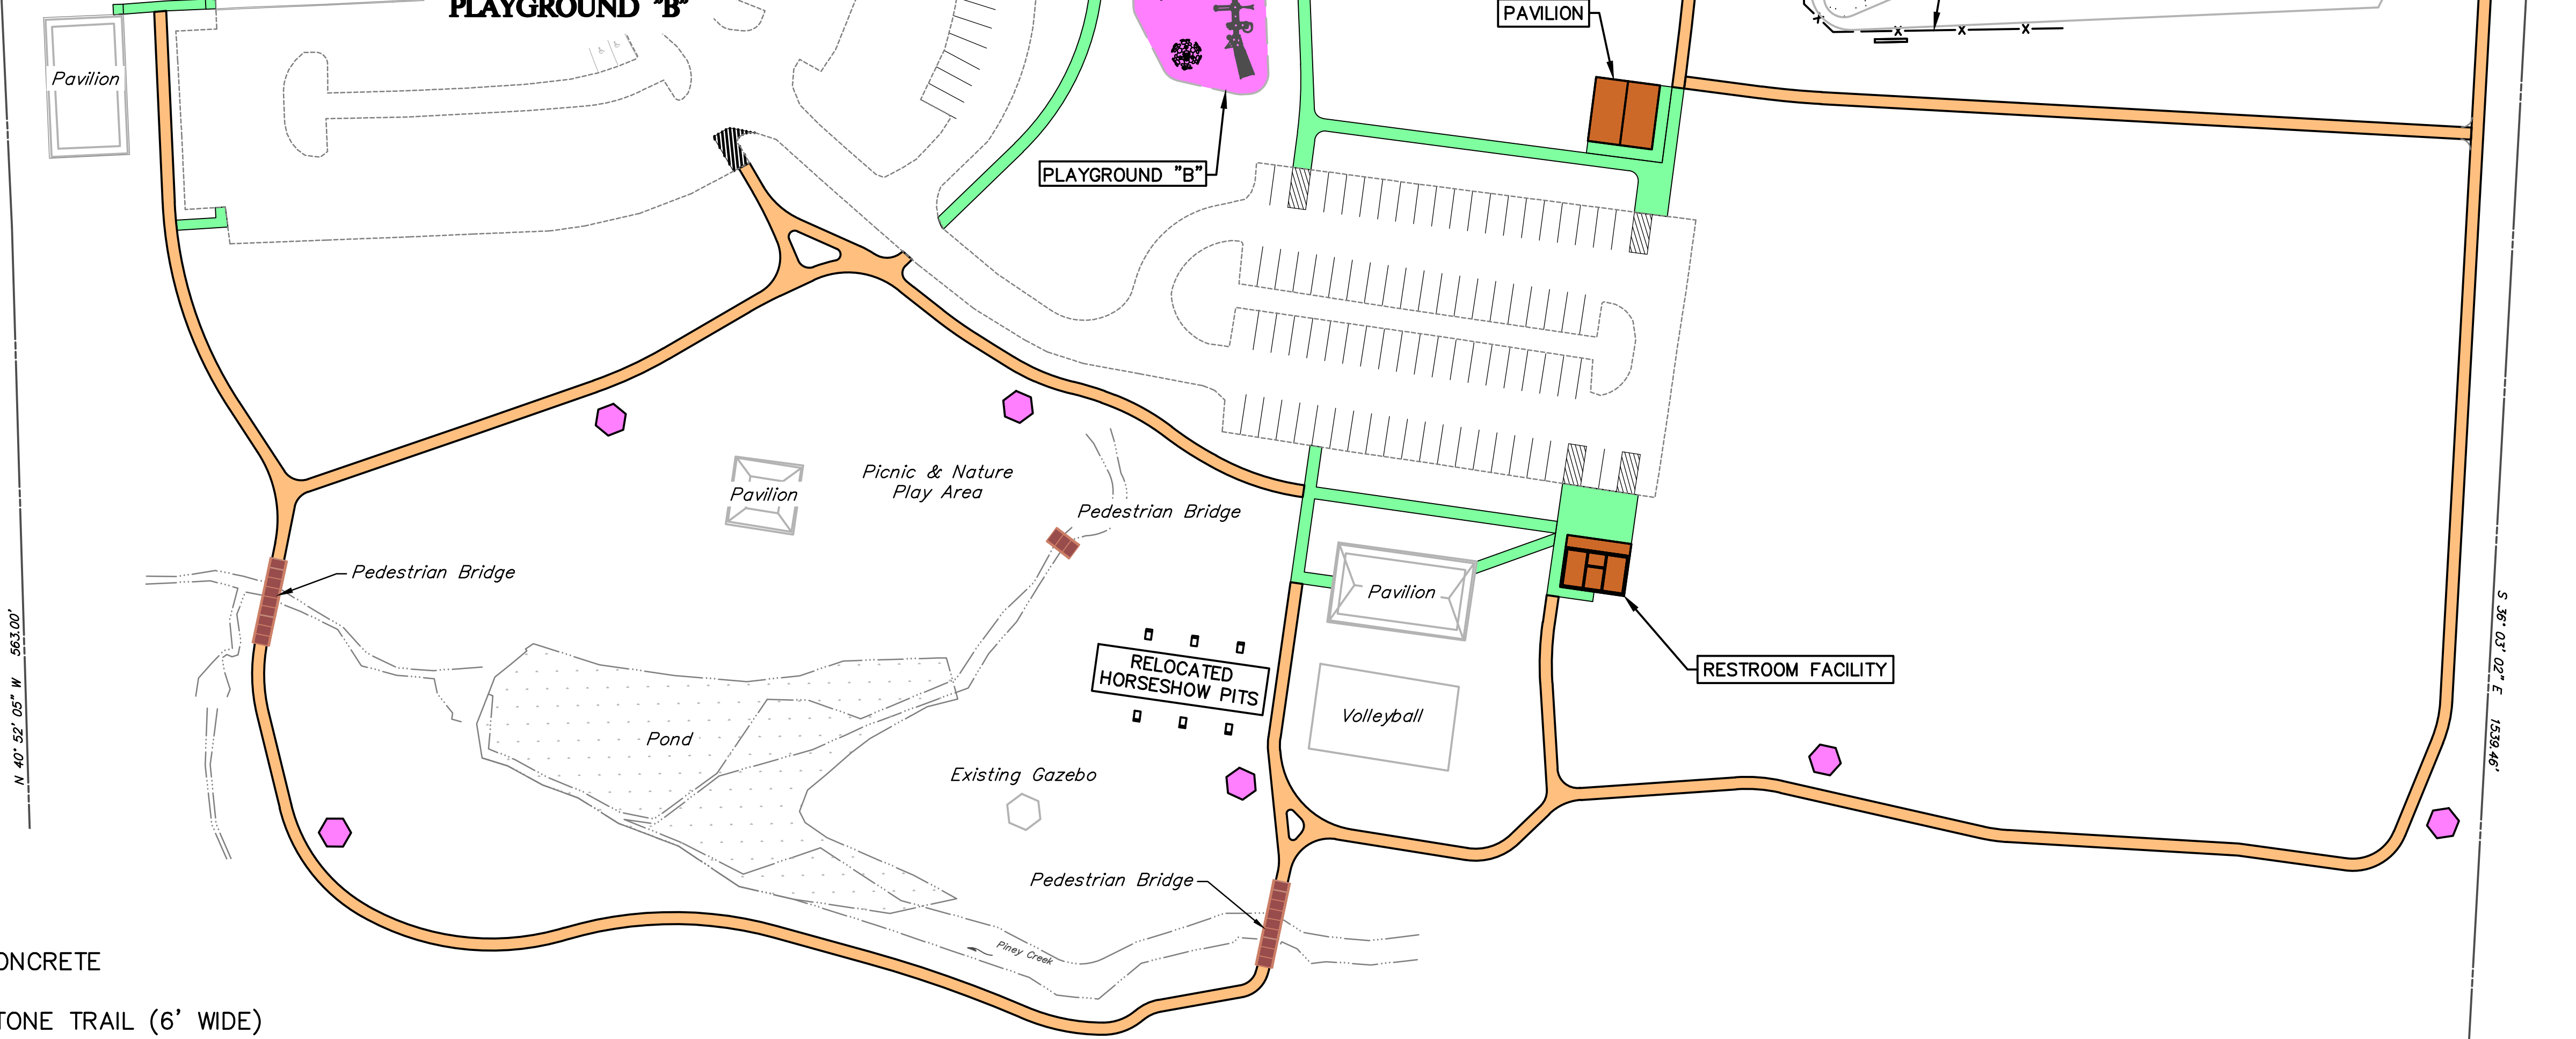 PLAYGROUND "B"
PAVILION
Pavilion
PLAYGROUND "B"
Picnic & Nature
Play Area
Pavilion
Pedestrian Bridge
Pedestrian Bridge
Pavilion
RELOCATED
HORSESHOW PITS
RESTROOM FACILITY
Volleyball
Pond
Existing Gazebo
Pedestrian Bridge
Piney Creek
N 40° 52' 05" W 563.00'
S 36° 03' 02" E 1539.46'
ONCRETE
TONE TRAIL (6' WIDE)